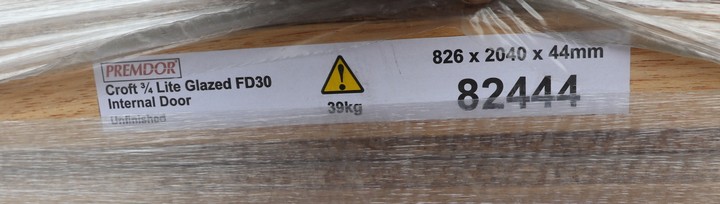 PREMDOR
Croft ¾ Lite Glazed FD30
Internal Door
Unfinished
39kg
826 x 2040 x 44mm
82444